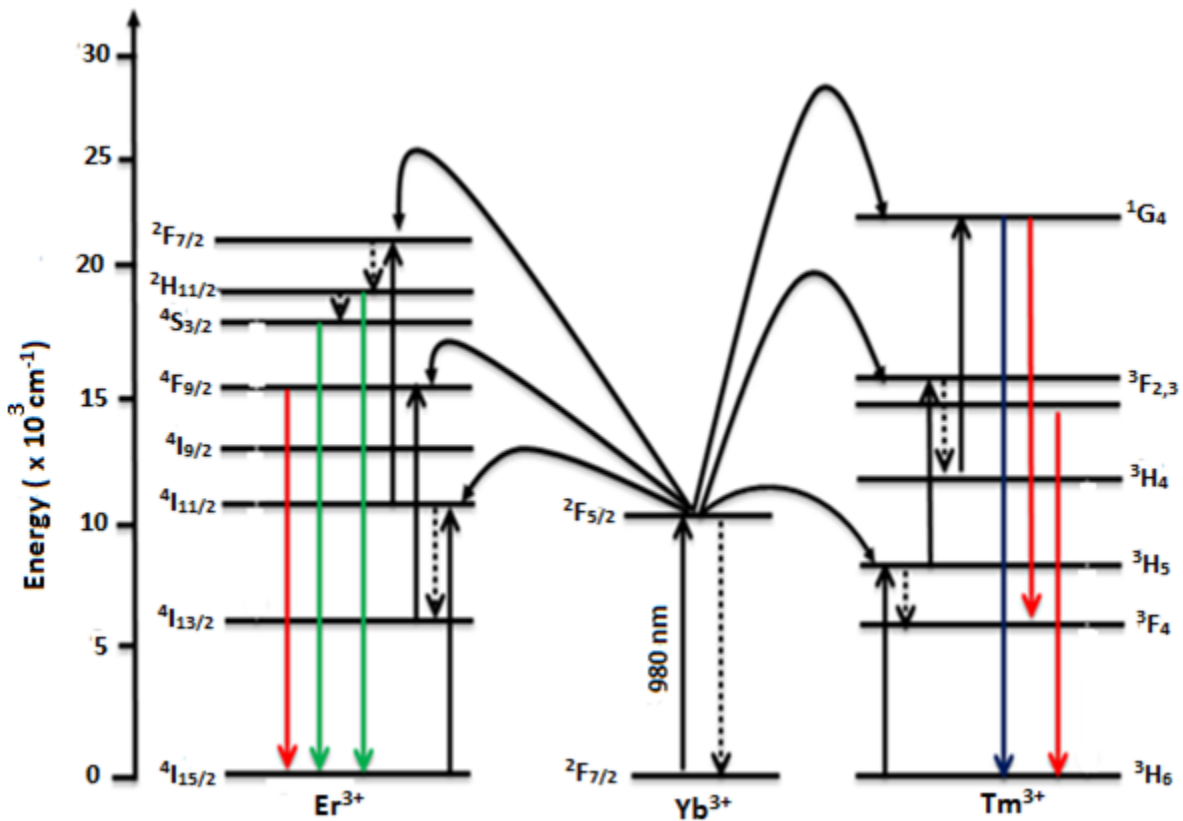 Energy ( x 10³ cm⁻¹)
30
25
20
15
10
5
0
²F₇/₂
²H₁₁/₂
⁴S₃/₂
⁴F₉/₂
⁴I₉/₂
⁴I₁₁/₂
⁴I₁₃/₂
⁴I₁₅/₂
Er³⁺
²F₅/₂
980 nm
²F₇/₂
Yb³⁺
¹G₄
³F₂,₃
³H₄
³H₅
³F₄
³H₆
Tm³⁺